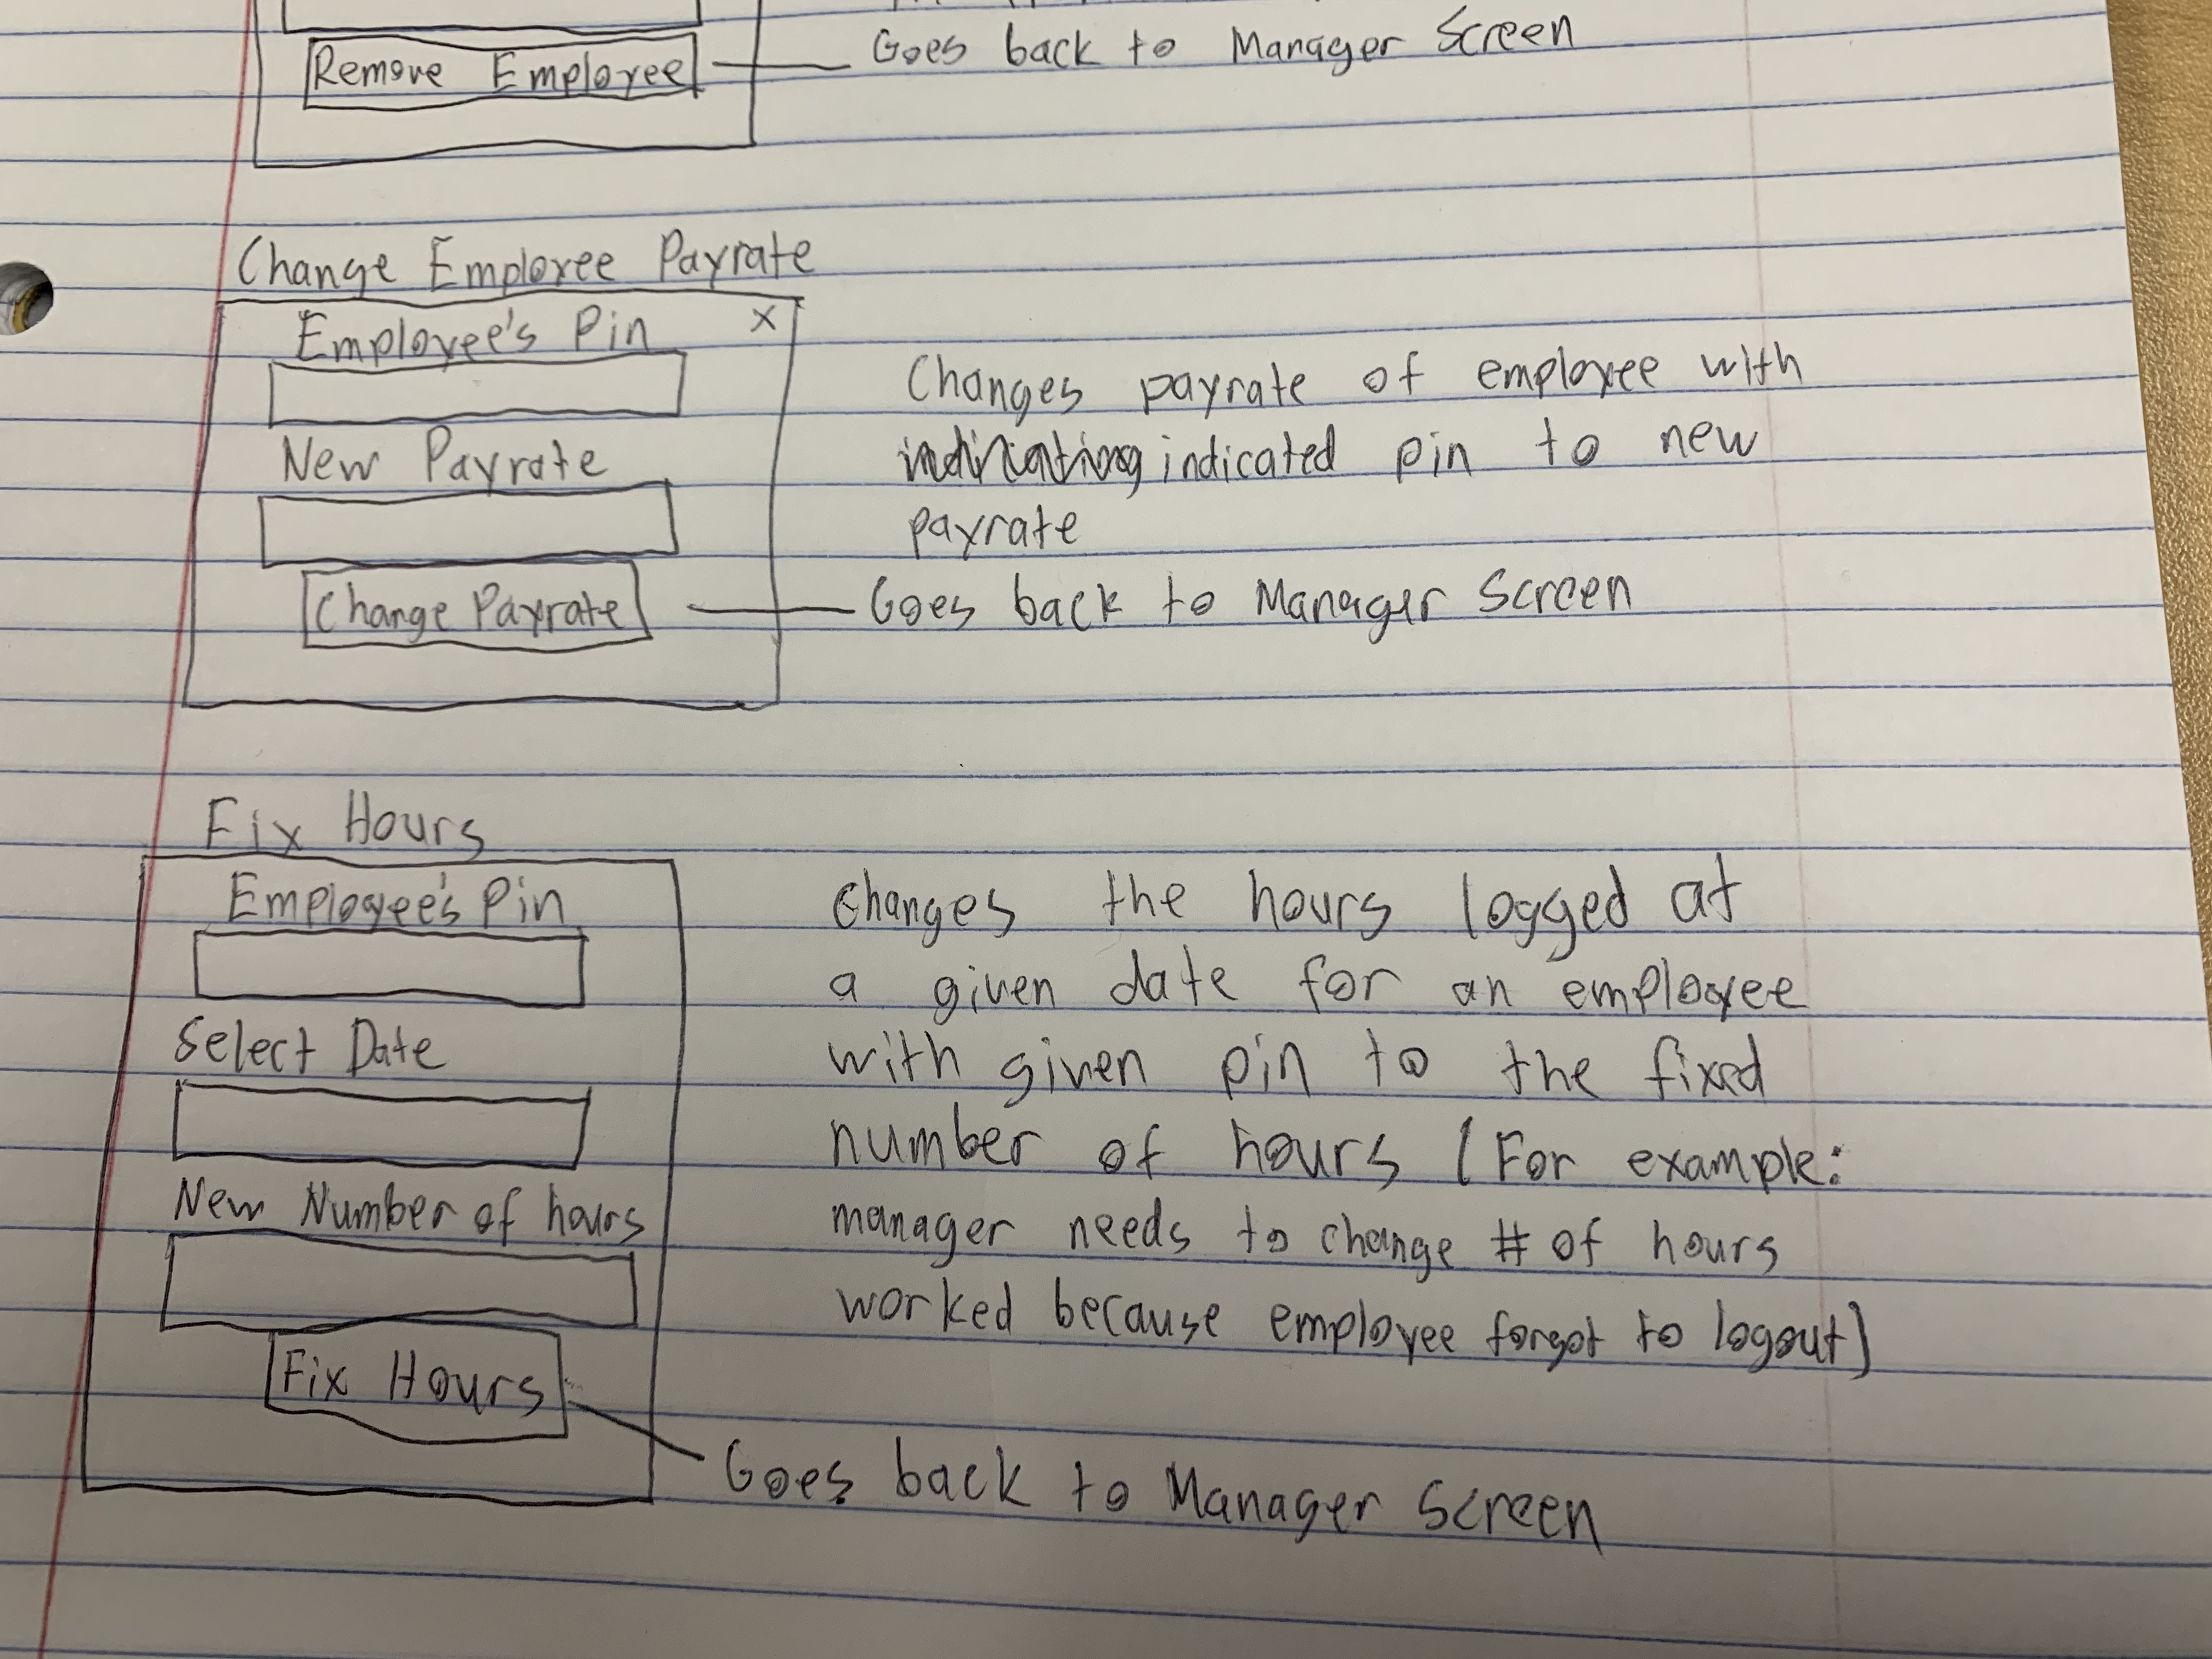 Remove Employee
Goes back to Manager Screen
Change Employee Payrate
Employee's Pin X
New Payrate
Change Payrate
Changes payrate of employee with
indicated pin to new
payrate
Goes back to Manager Screen
Fix Hours
Employee's Pin
Select Date
New Number of hours
Fix Hours
Changes the hours logged at
a given date for an employee
with given pin to the fixed
number of hours (For example:
manager needs to change # of hours
worked because employee forgot to logout)
Goes back to Manager Screen